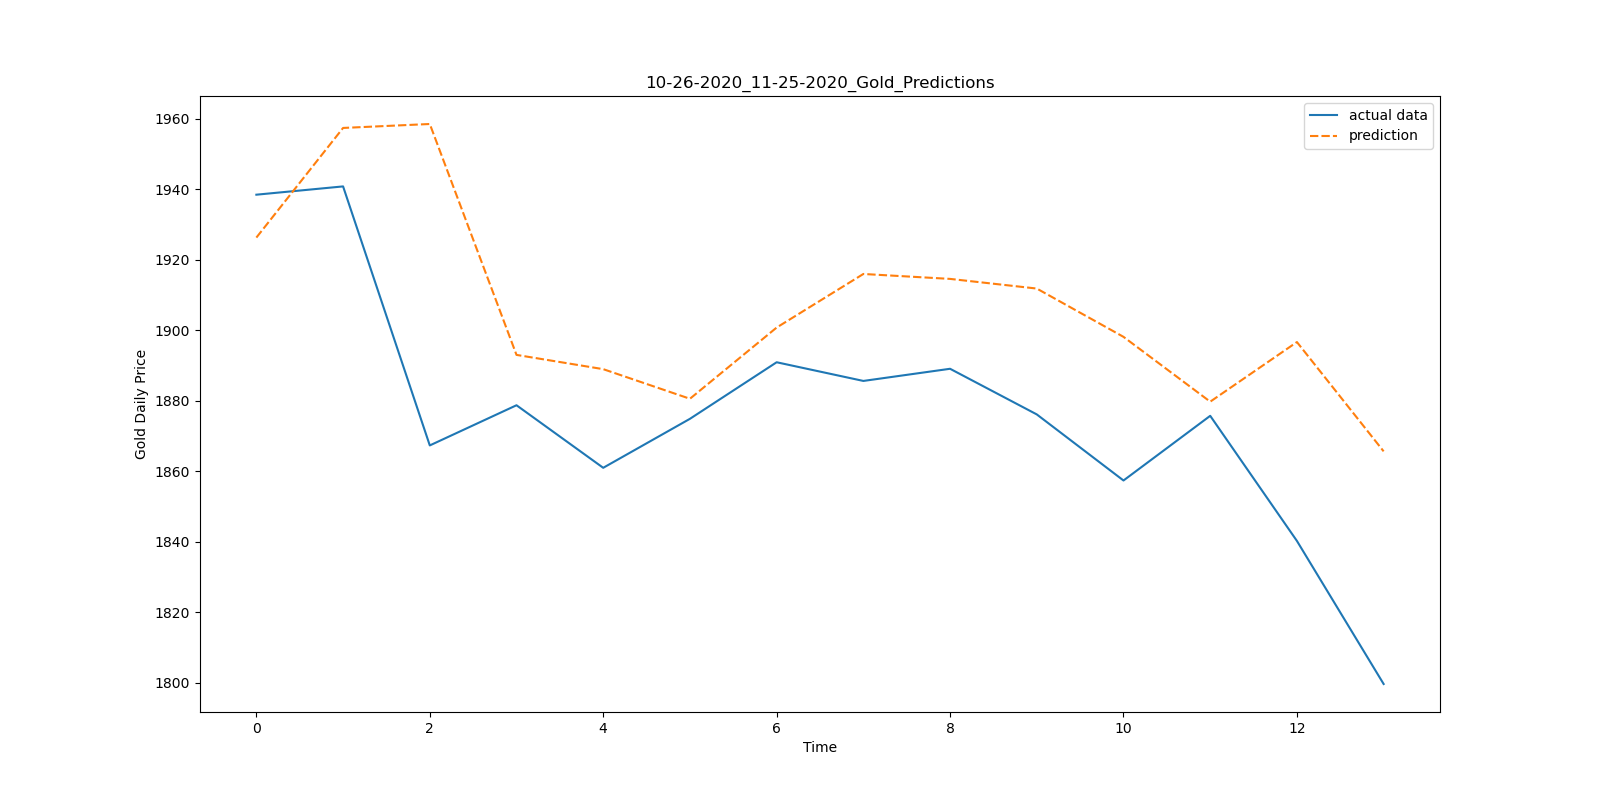 10-26-2020_11-25-2020_Gold_Predictions
actual data
prediction
Gold Daily Price
1960
1940
1920
1900
1880
1860
1840
1820
1800
0 2 4 6 8 10 12
Time